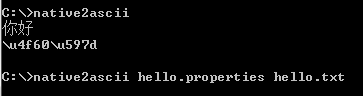 C:\>native2ascii
你好
\u4f60\u597d
C:\>native2ascii hello.properties hello.txt